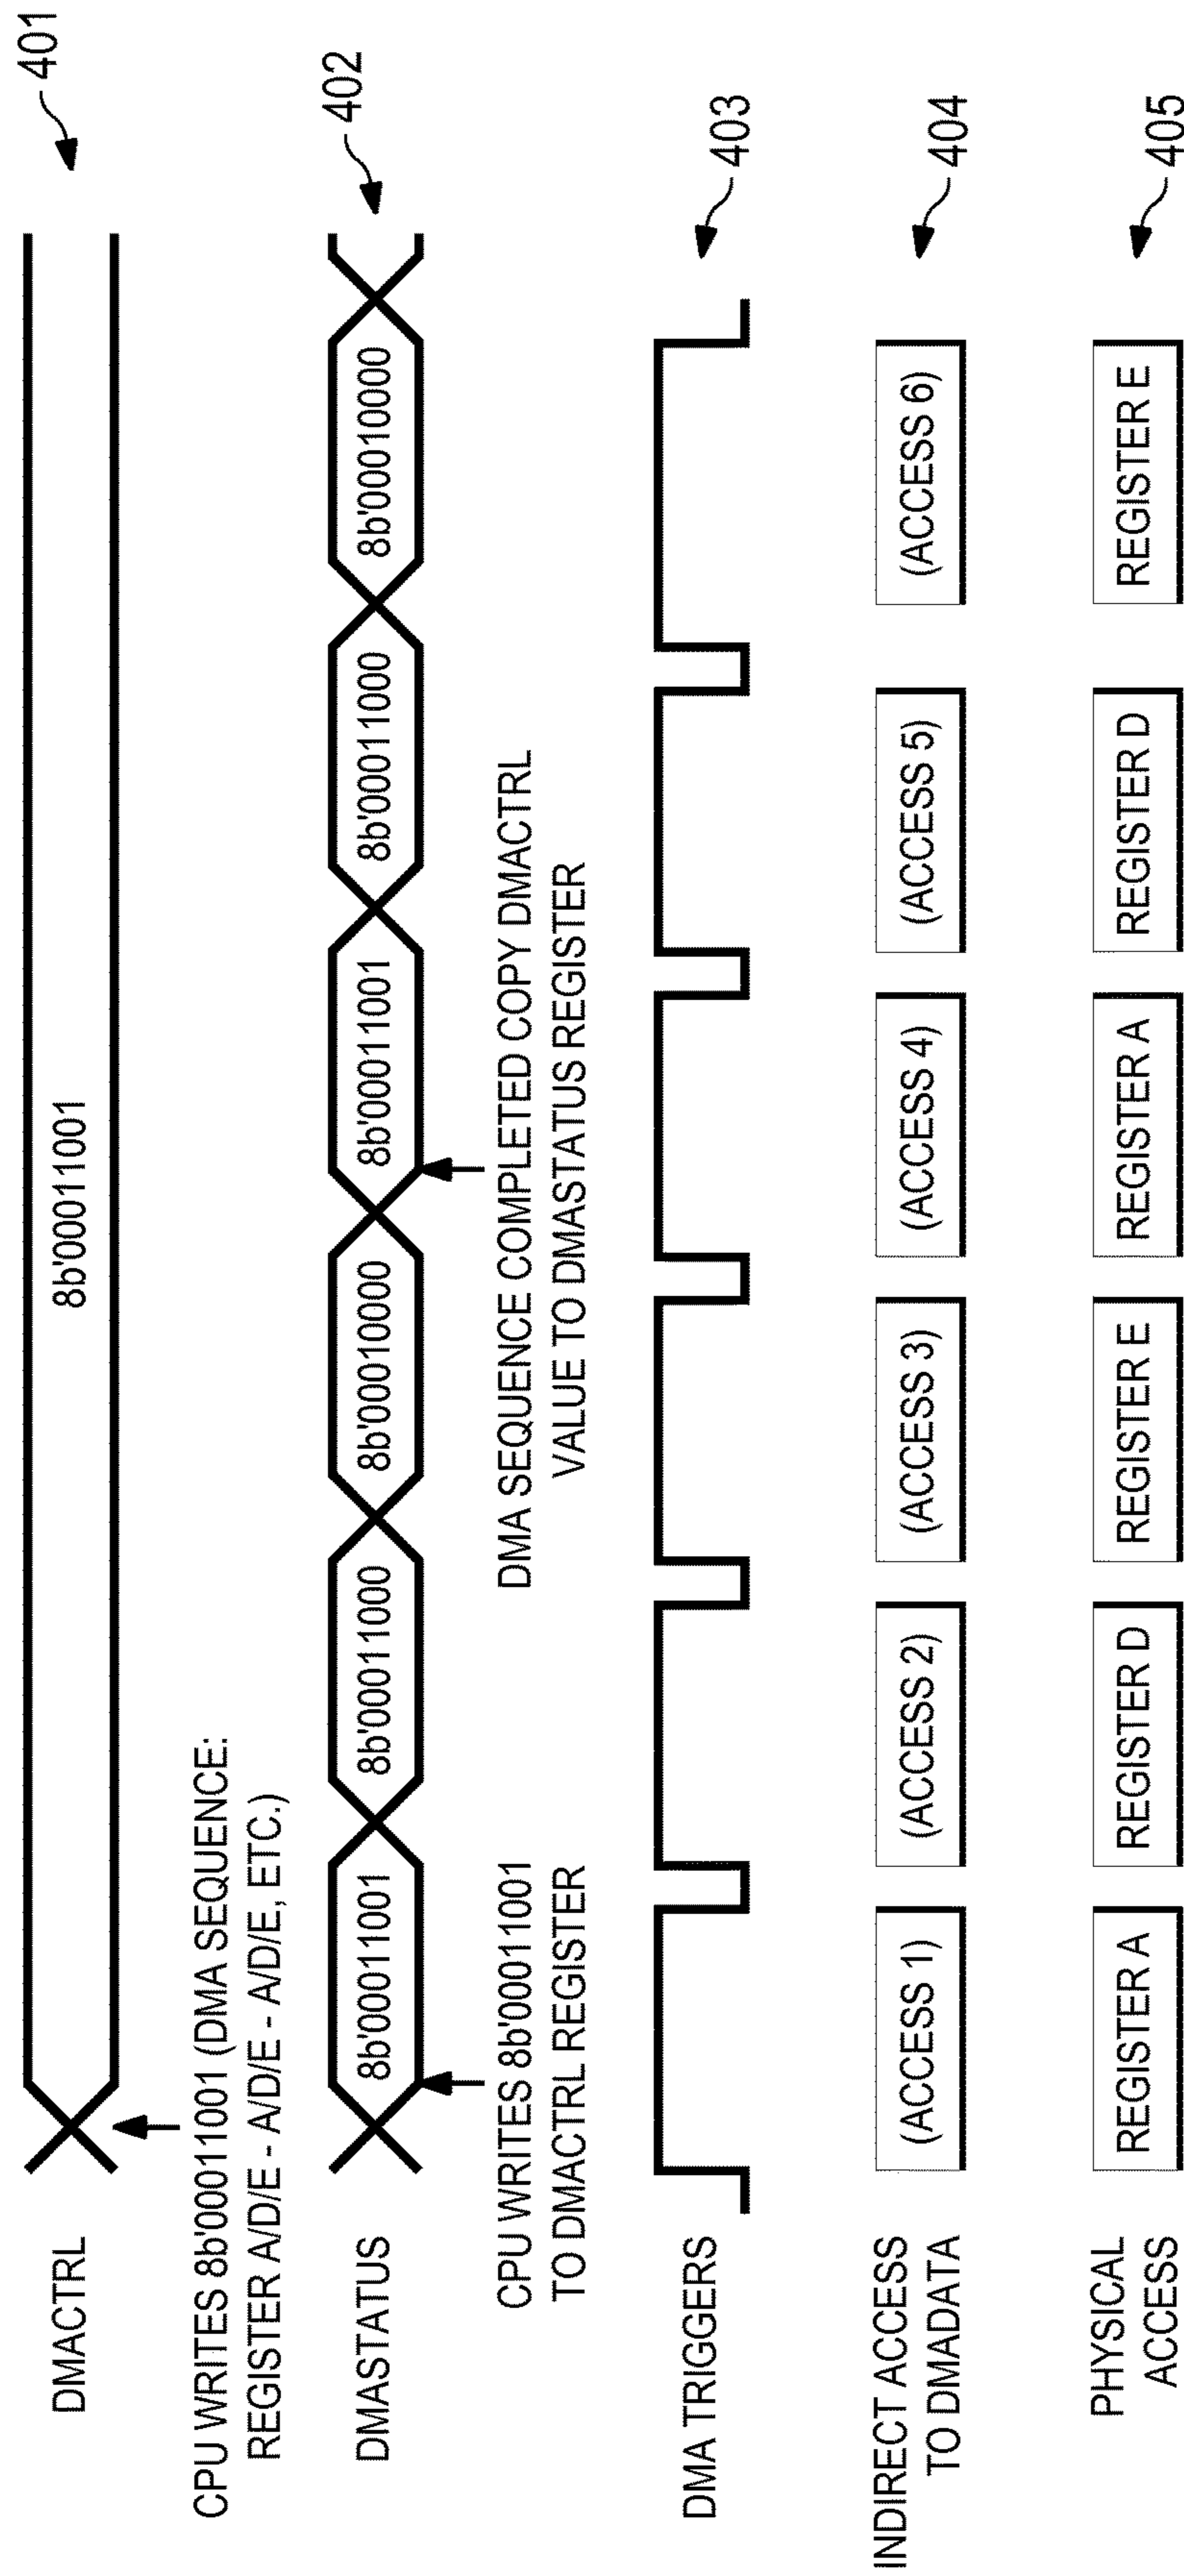 DMACTRL
8b'00011001
401
CPU WRITES 8b'00011001 (DMA SEQUENCE:
REGISTER A/D/E - A/D/E - A/D/E, ETC.)
DMASTATUS
8b'00011001
8b'00011000
8b'00010000
8b'00011001
8b'00011000
8b'00010000
402
CPU WRITES 8b'00011001
TO DMACTRL REGISTER
DMA SEQUENCE COMPLETED COPY DMACTRL
VALUE TO DMASTATUS REGISTER
DMA TRIGGERS
403
INDIRECT ACCESS
TO DMADATA
(ACCESS 1)
(ACCESS 2)
(ACCESS 3)
(ACCESS 4)
(ACCESS 5)
(ACCESS 6)
404
PHYSICAL
ACCESS
REGISTER A
REGISTER D
REGISTER E
REGISTER A
REGISTER D
REGISTER E
405